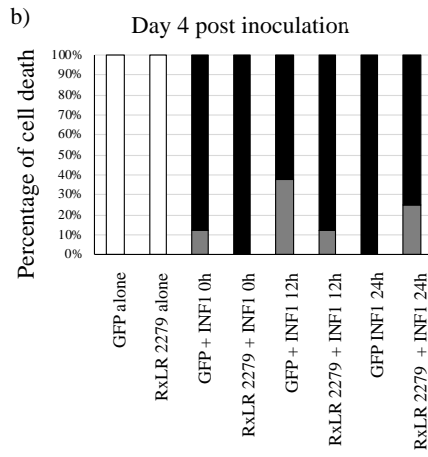 b)
Day 4 post inoculation
Percentage of cell death
100%
90%
80%
70%
60%
50%
40%
30%
20%
10%
0%
GFP alone
RxLR 2279 alone
GFP + INF1 0h
RxLR 2279 + INF1 0h
GFP + INF1 12h
RxLR 2279 + INF1 12h
GFP INF1 24h
RxLR 2279 + INF1 24h